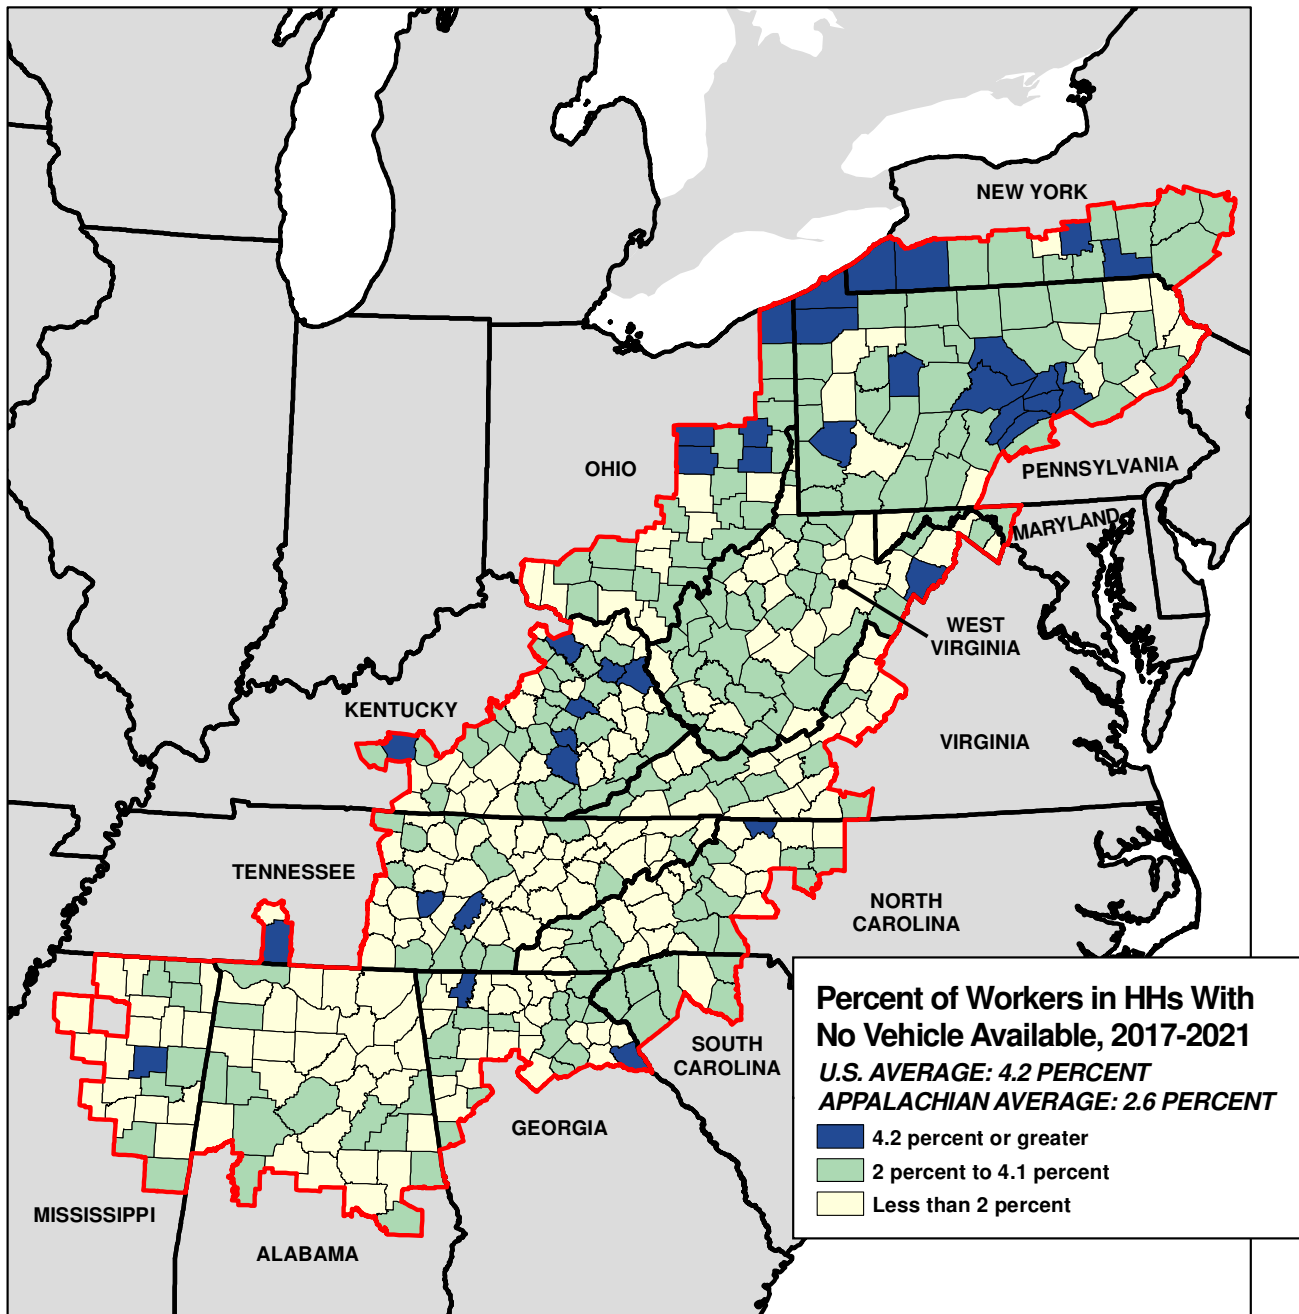 NEW YORK
OHIO
PENNSYLVANIA
MARYLAND
WEST
VIRGINIA
KENTUCKY
VIRGINIA
TENNESSEE
NORTH
CAROLINA
SOUTH
CAROLINA
GEORGIA
MISSISSIPPI
ALABAMA
Percent of Workers in HHs With
No Vehicle Available, 2017-2021
U.S. AVERAGE: 4.2 PERCENT
APPALACHIAN AVERAGE: 2.6 PERCENT
4.2 percent or greater
2 percent to 4.1 percent
Less than 2 percent